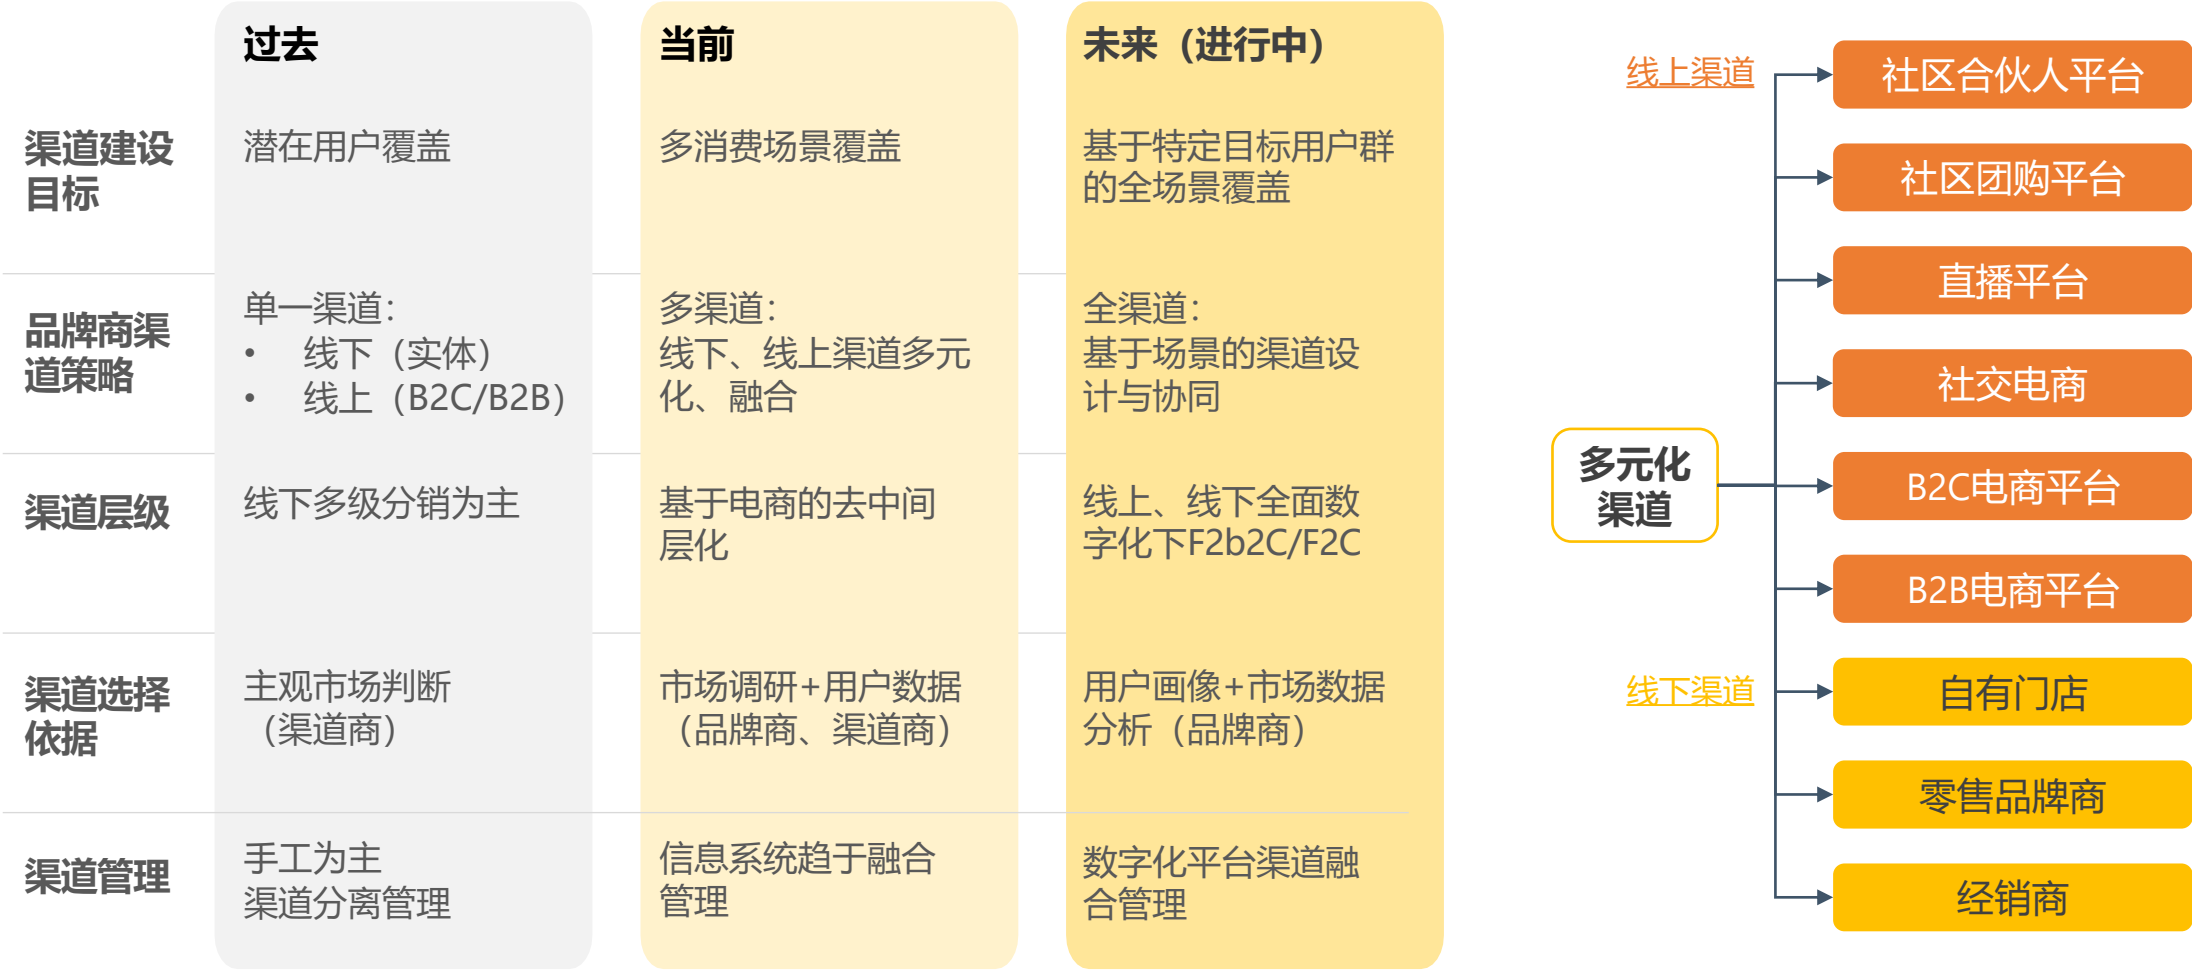 过去
当前
未来（进行中）
渠道建设
目标
潜在用户覆盖
多消费场景覆盖
基于特定目标用户群
的全场景覆盖
品牌商渠
道策略
单一渠道：
• 线下（实体）
• 线上（B2C/B2B）
多渠道：
线下、线上渠道多元
化、融合
全渠道：
基于场景的渠道设
计与协同
渠道层级
线下多级分销为主
基于电商的去中间
层化
线上、线下全面数
字化下F2b2C/F2C
渠道选择
依据
主观市场判断
（渠道商）
市场调研+用户数据
（品牌商、渠道商）
用户画像+市场数据
分析（品牌商）
渠道管理
手工为主
渠道分离管理
信息系统趋于融合
管理
数字化平台渠道融
合管理
多元化
渠道
线上渠道
社区合伙人平台
社区团购平台
直播平台
社交电商
B2C电商平台
B2B电商平台
线下渠道
自有门店
零售品牌商
经销商